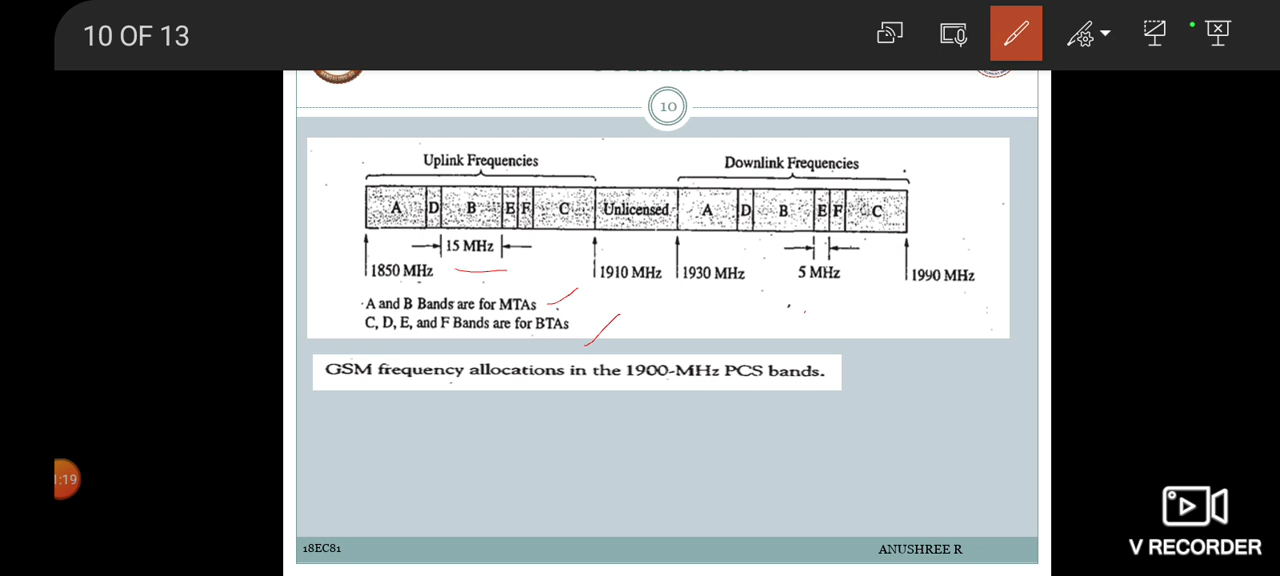 10 OF 13
10
Uplink Frequencies Downlink Frequencies
A D B E F C Unlicensed A D B E F C
15 MHz
1850 MHz 1910 MHz 1930 MHz 5 MHz 1990 MHz
A and B Bands are for MTAs
C, D, E, and F Bands are for BTAs
GSM frequency allocations in the 1900-MHz PCS bands.
1:19
V RECORDER
18EC81 ANUSHREE R